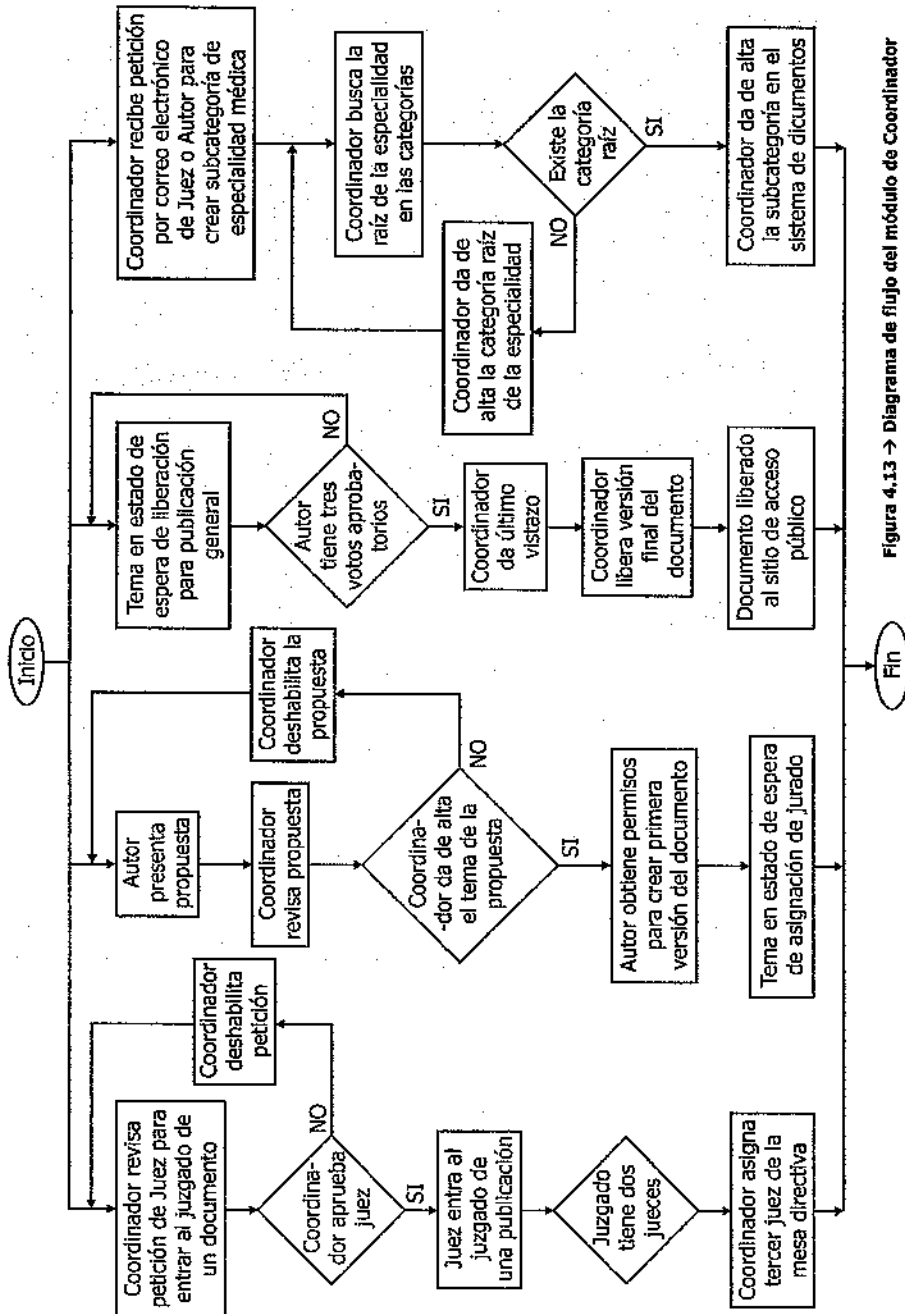 Inicio
Coordinador revisa
petición de Juez para
entrar al juzgado de
un documento
Coordinador
deshabilita
petición
Coordina-
dor aprueba
juez
NO
SI
Juez entra al
juzgado de
una publicación
Juzgado
tiene dos
jueces
Coordinador asigna
tercer juez de la
mesa directiva
Autor
presenta
propuesta
Coordinador
deshabilita la
propuesta
Coordinador
revisa propuesta
Coordina-
-dor da de alta
el tema de la
propuesta
NO
SI
Autor obtiene permisos
para crear primera
versión del documento
Tema en estado de espera
de asignación de jurado
Tema en estado de
espera de liberación
para publicación
general
Autor
tiene tres
votos aproba-
torios
NO
SI
Coordinador
da último
vistazo
Coordinador
libera versión
final del
documento
Documento liberado
al sitio de acceso
público
Coordinador recibe petición
por correo electrónico
de Juez o Autor para
crear subcategoría de
especialidad médica
Coordinador busca la
raíz de la especialidad
en las categorías
Existe la
categoría
raíz
NO
SI
Coordinador da de
alta la categoría raíz
de la especialidad
Coordinador da de alta
la subcategoría en el
sistema de dicumentos
Fin
Figura 4.13 → Diagrama de flujo del módulo de Coordinador